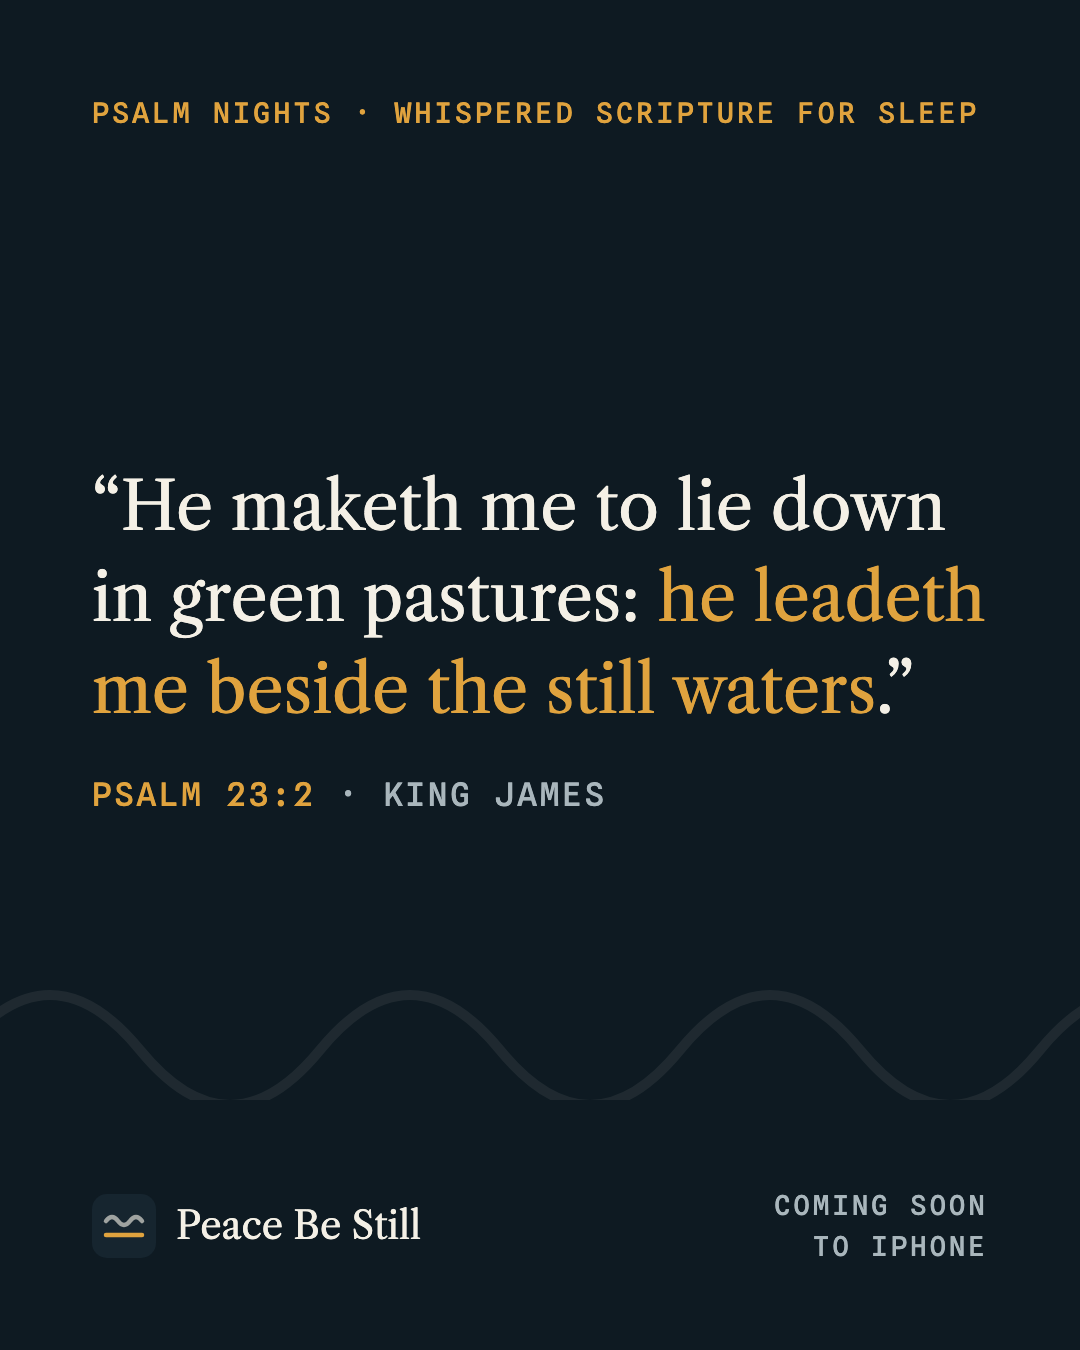 PSALM NIGHTS · WHISPERED SCRIPTURE FOR SLEEP
“He maketh me to lie down
in green pastures: he leadeth
me beside the still waters.”
PSALM 23:2 · KING JAMES
Peace Be Still
COMING SOON
TO IPHONE